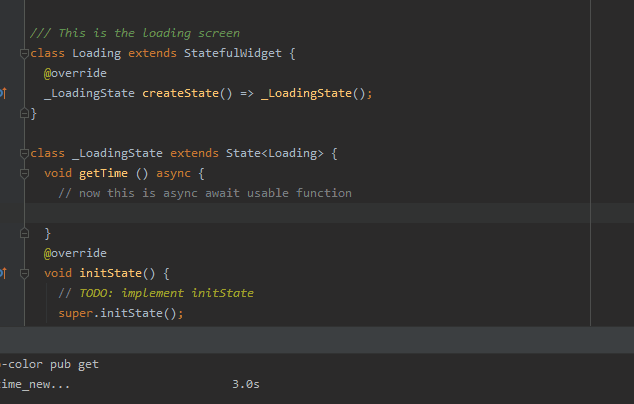 /// This is the loading screen
class Loading extends StatefulWidget {
@override
_LoadingState createState() => _LoadingState();
}
class _LoadingState extends State<Loading> {
void getTime () async {
// now this is async await usable function
}
@override
void initState() {
// TODO: implement initState
super.initState();
-color pub get
ime_new... 3.0s